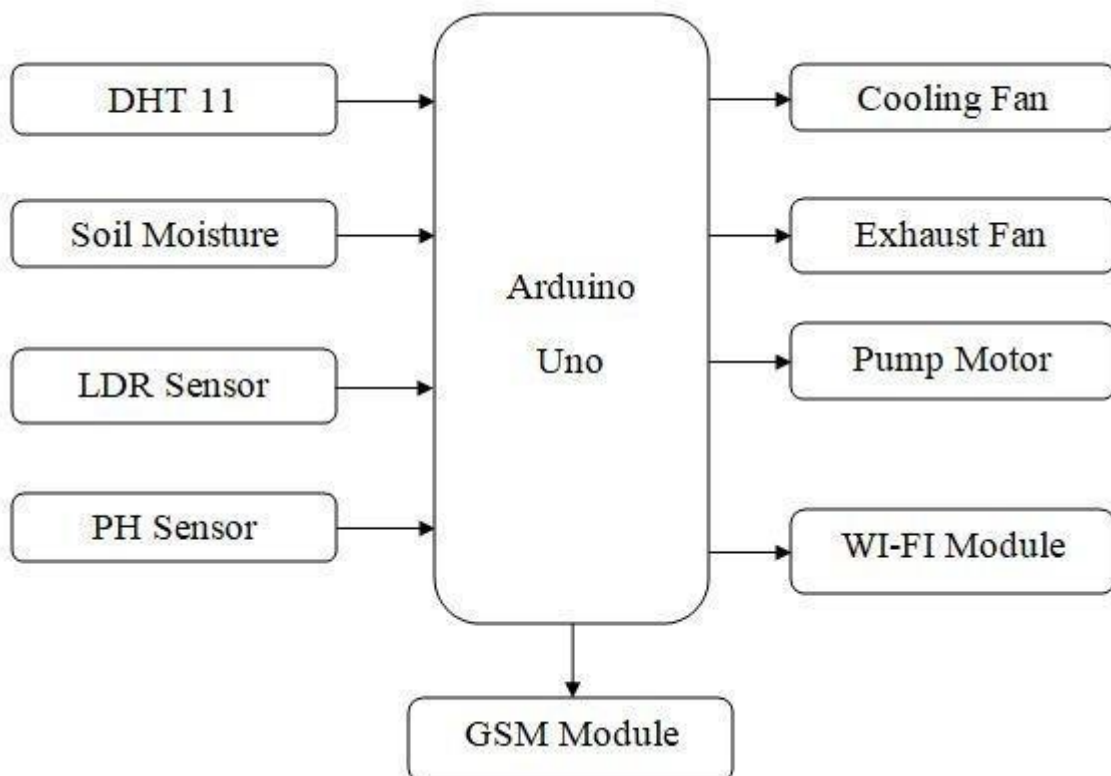 DHT 11
Soil Moisture
LDR Sensor
PH Sensor
Arduino
Uno
Cooling Fan
Exhaust Fan
Pump Motor
WI-FI Module
GSM Module